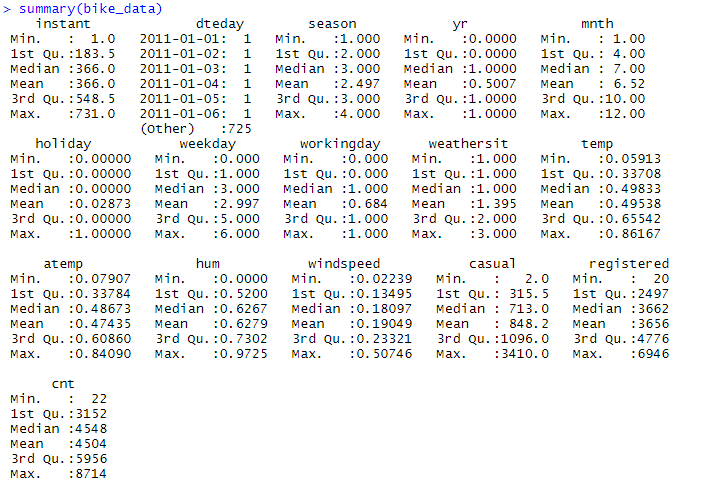 > summary(bike_data)
    instant          dteday         season            yr              mnth
 Min.   :  1.0   2011-01-01:  1   Min.   :1.000   Min.   :0.0000   Min.   : 1.00
 1st Qu.:183.5   2011-01-02:  1   1st Qu.:2.000   1st Qu.:0.0000   1st Qu.: 4.00
 Median :366.0   2011-01-03:  1   Median :3.000   Median :1.0000   Median : 7.00
 Mean   :366.0   2011-01-04:  1   Mean   :2.497   Mean   :0.5007   Mean   : 6.52
 3rd Qu.:548.5   2011-01-05:  1   3rd Qu.:3.000   3rd Qu.:1.0000   3rd Qu.:10.00
 Max.   :731.0   2011-01-06:  1   Max.   :4.000   Max.   :1.0000   Max.   :12.00
                 (Other)   :725
    holiday           weekday        workingday      weathersit         temp
 Min.   :0.00000   Min.   :0.000   Min.   :0.000   Min.   :1.000   Min.   :0.05913
 1st Qu.:0.00000   1st Qu.:1.000   1st Qu.:0.000   1st Qu.:1.000   1st Qu.:0.33708
 Median :0.00000   Median :3.000   Median :1.000   Median :1.000   Median :0.49833
 Mean   :0.02873   Mean   :2.997   Mean   :0.684   Mean   :1.395   Mean   :0.49538
 3rd Qu.:0.00000   3rd Qu.:5.000   3rd Qu.:1.000   3rd Qu.:2.000   3rd Qu.:0.65542
 Max.   :1.00000   Max.   :6.000   Max.   :1.000   Max.   :3.000   Max.   :0.86167
     atemp              hum           windspeed           casual         registered
 Min.   :0.07907   Min.   :0.0000   Min.   :0.02239   Min.   :   2.0   Min.   :  20
 1st Qu.:0.33784   1st Qu.:0.5200   1st Qu.:0.13495   1st Qu.: 315.5   1st Qu.:2497
 Median :0.48673   Median :0.6267   Median :0.18097   Median : 713.0   Median :3662
 Mean   :0.47435   Mean   :0.6279   Mean   :0.19049   Mean   : 848.2   Mean   :3656
 3rd Qu.:0.60860   3rd Qu.:0.7302   3rd Qu.:0.23321   3rd Qu.:1096.0   3rd Qu.:4776
 Max.   :0.84090   Max.   :0.9725   Max.   :0.50746   Max.   :3410.0   Max.   :6946
      cnt
 Min.   :  22
 1st Qu.:3152
 Median :4548
 Mean   :4504
 3rd Qu.:5956
 Max.   :8714